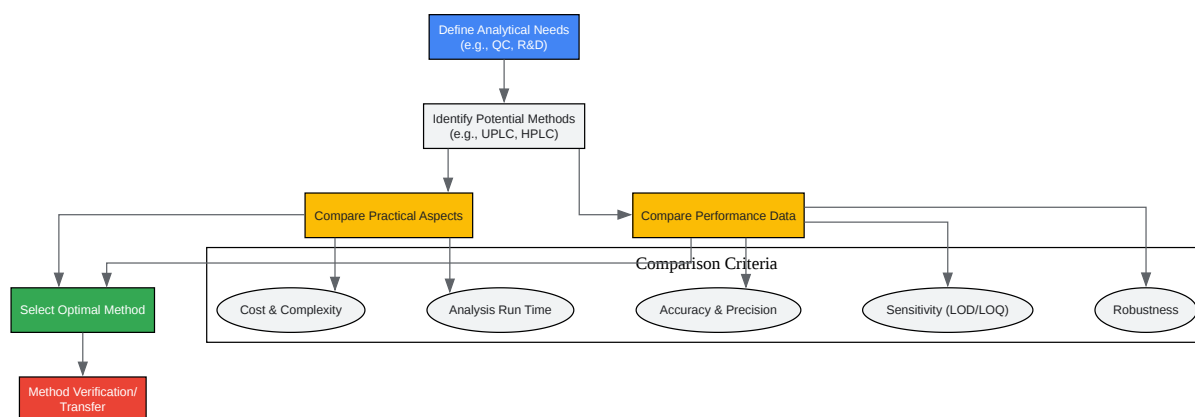 Define Analytical Needs
(e.g., QC, R&D)
Identify Potential Methods
(e.g., UPLC, HPLC)
Compare Practical Aspects
Compare Performance Data
Comparison Criteria
Select Optimal Method
Cost & Complexity
Analysis Run Time
Accuracy & Precision
Sensitivity (LOD/LOQ)
Robustness
Method Verification/
Transfer